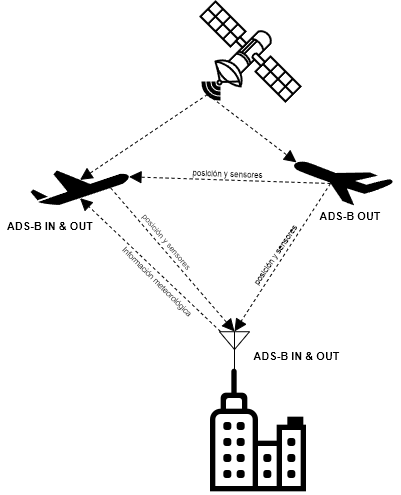 posición y sensores
ADS-B OUT
ADS-B IN & OUT
posición y sensores
posición y sensores
Información meteorológica
ADS-B IN & OUT